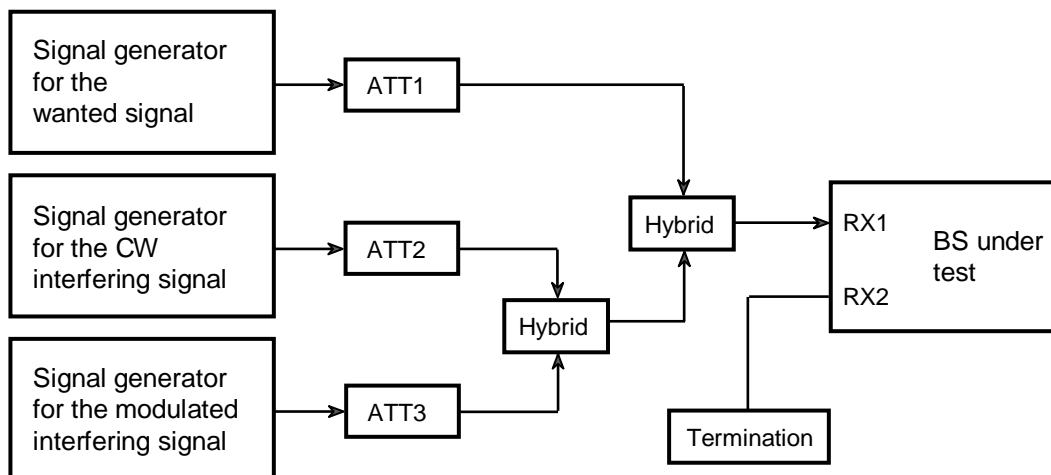 Signal generator
for the
wanted signal
ATT1
Signal generator
for the CW
interfering signal
ATT2
Hybrid
Hybrid
Signal generator
for the modulated
interfering signal
ATT3
RX1
RX2
BS under
test
Termination